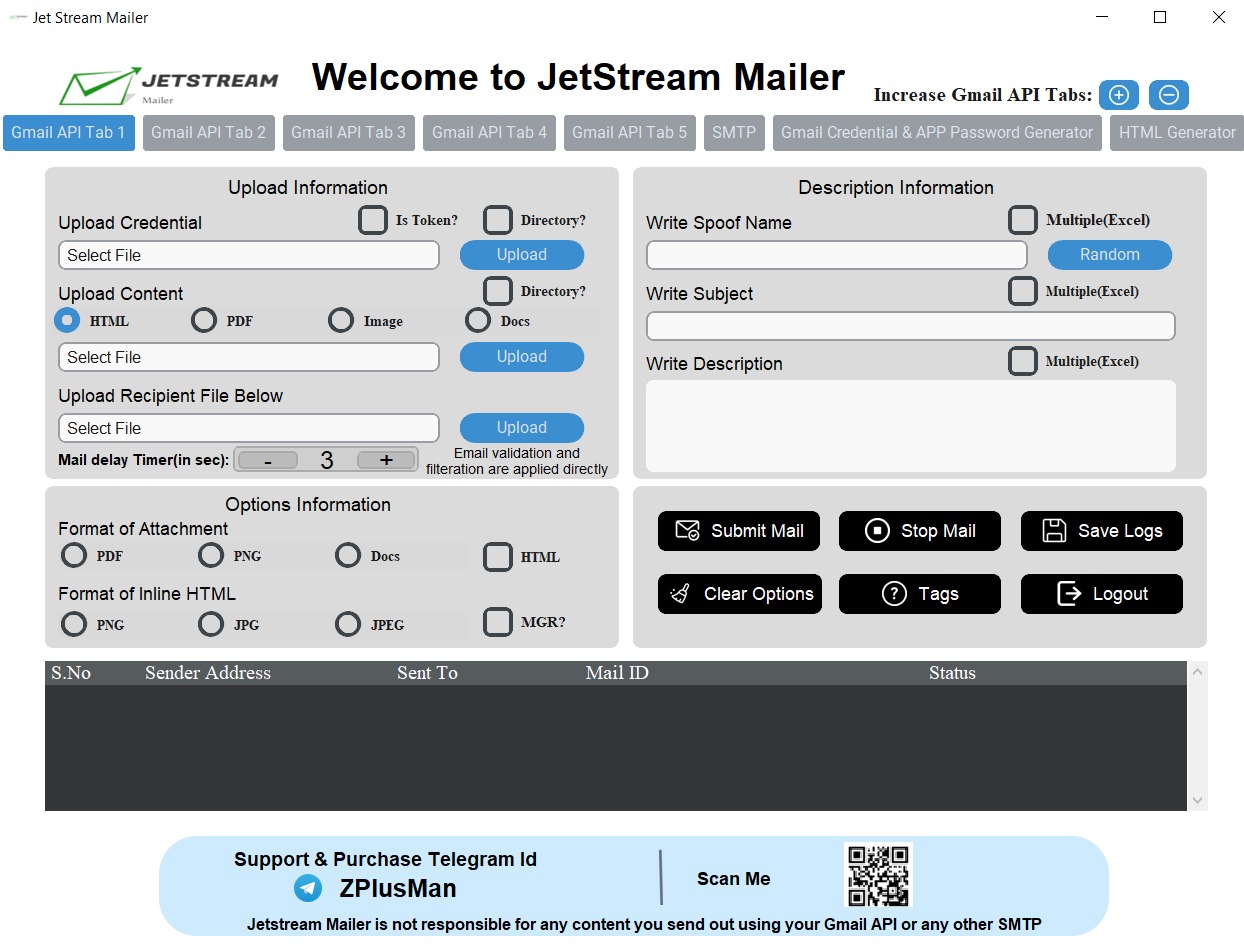 Jet Stream Mailer
JETSTREAM
Mailer
Welcome to JetStream Mailer
Increase Gmail API Tabs:
Gmail API Tab 1 Gmail API Tab 2 Gmail API Tab 3 Gmail API Tab 4 Gmail API Tab 5 SMTP Gmail Credential & APP Password Generator HTML Generator
Upload Information
Upload Credential Is Token? Directory?
Select File Upload
Upload Content Directory?
HTML PDF Image Docs
Select File Upload
Upload Recipient File Below
Select File Upload
Mail delay Timer(in sec): - 3 +
Email validation and
filteration are applied directly
Description Information
Write Spoof Name Multiple(Excel)
Random
Write Subject Multiple(Excel)
Write Description Multiple(Excel)
Options Information
Format of Attachment
PDF PNG Docs HTML
Format of Inline HTML
PNG JPG JPEG MGR?
Submit Mail Stop Mail Save Logs
Clear Options Tags Logout
S.No Sender Address Sent To Mail ID Status
Support & Purchase Telegram Id
ZPlusMan
Scan Me
Jetstream Mailer is not responsible for any content you send out using your Gmail API or any other SMTP